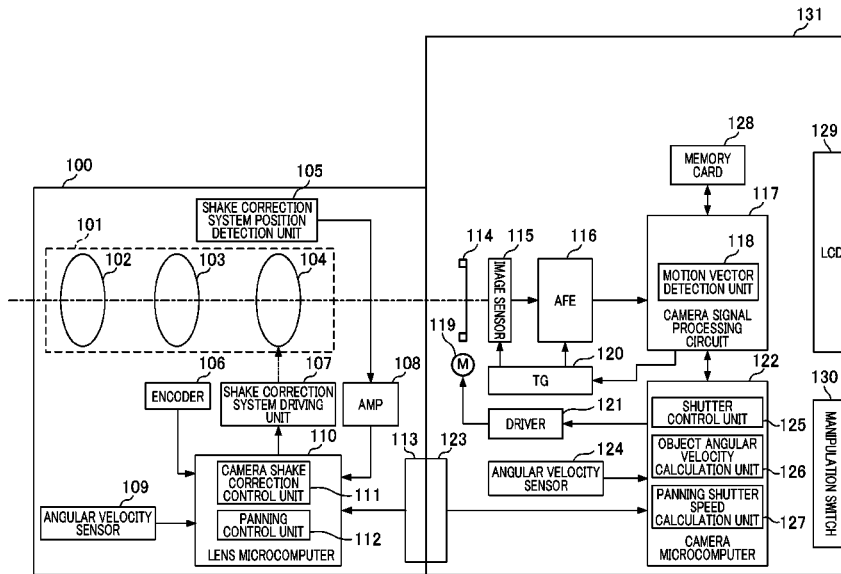 131
100
105
SHAKE CORRECTION
SYSTEM POSITION
DETECTION UNIT
101
102
103
104
106
ENCODER
107
SHAKE CORRECTION
SYSTEM DRIVING
UNIT
108
AMP
109
ANGULAR VELOCITY
SENSOR
110
CAMERA SHAKE
CORRECTION
CONTROL UNIT
111
PANNING
CONTROL UNIT
112
LENS MICROCOMPUTER
113
123
114
115
IMAGE SENSOR
116
AFE
119
M
120
TG
121
DRIVER
124
ANGULAR VELOCITY
SENSOR
128
MEMORY
CARD
117
118
MOTION VECTOR
DETECTION UNIT
CAMERA SIGNAL
PROCESSING
CIRCUIT
122
SHUTTER
CONTROL UNIT
125
OBJECT ANGULAR
VELOCITY
CALCULATION UNIT
126
PANNING SHUTTER
SPEED
CALCULATION UNIT
127
CAMERA
MICROCOMPUTER
129
LCD
130
MANIPULATION SWITCH